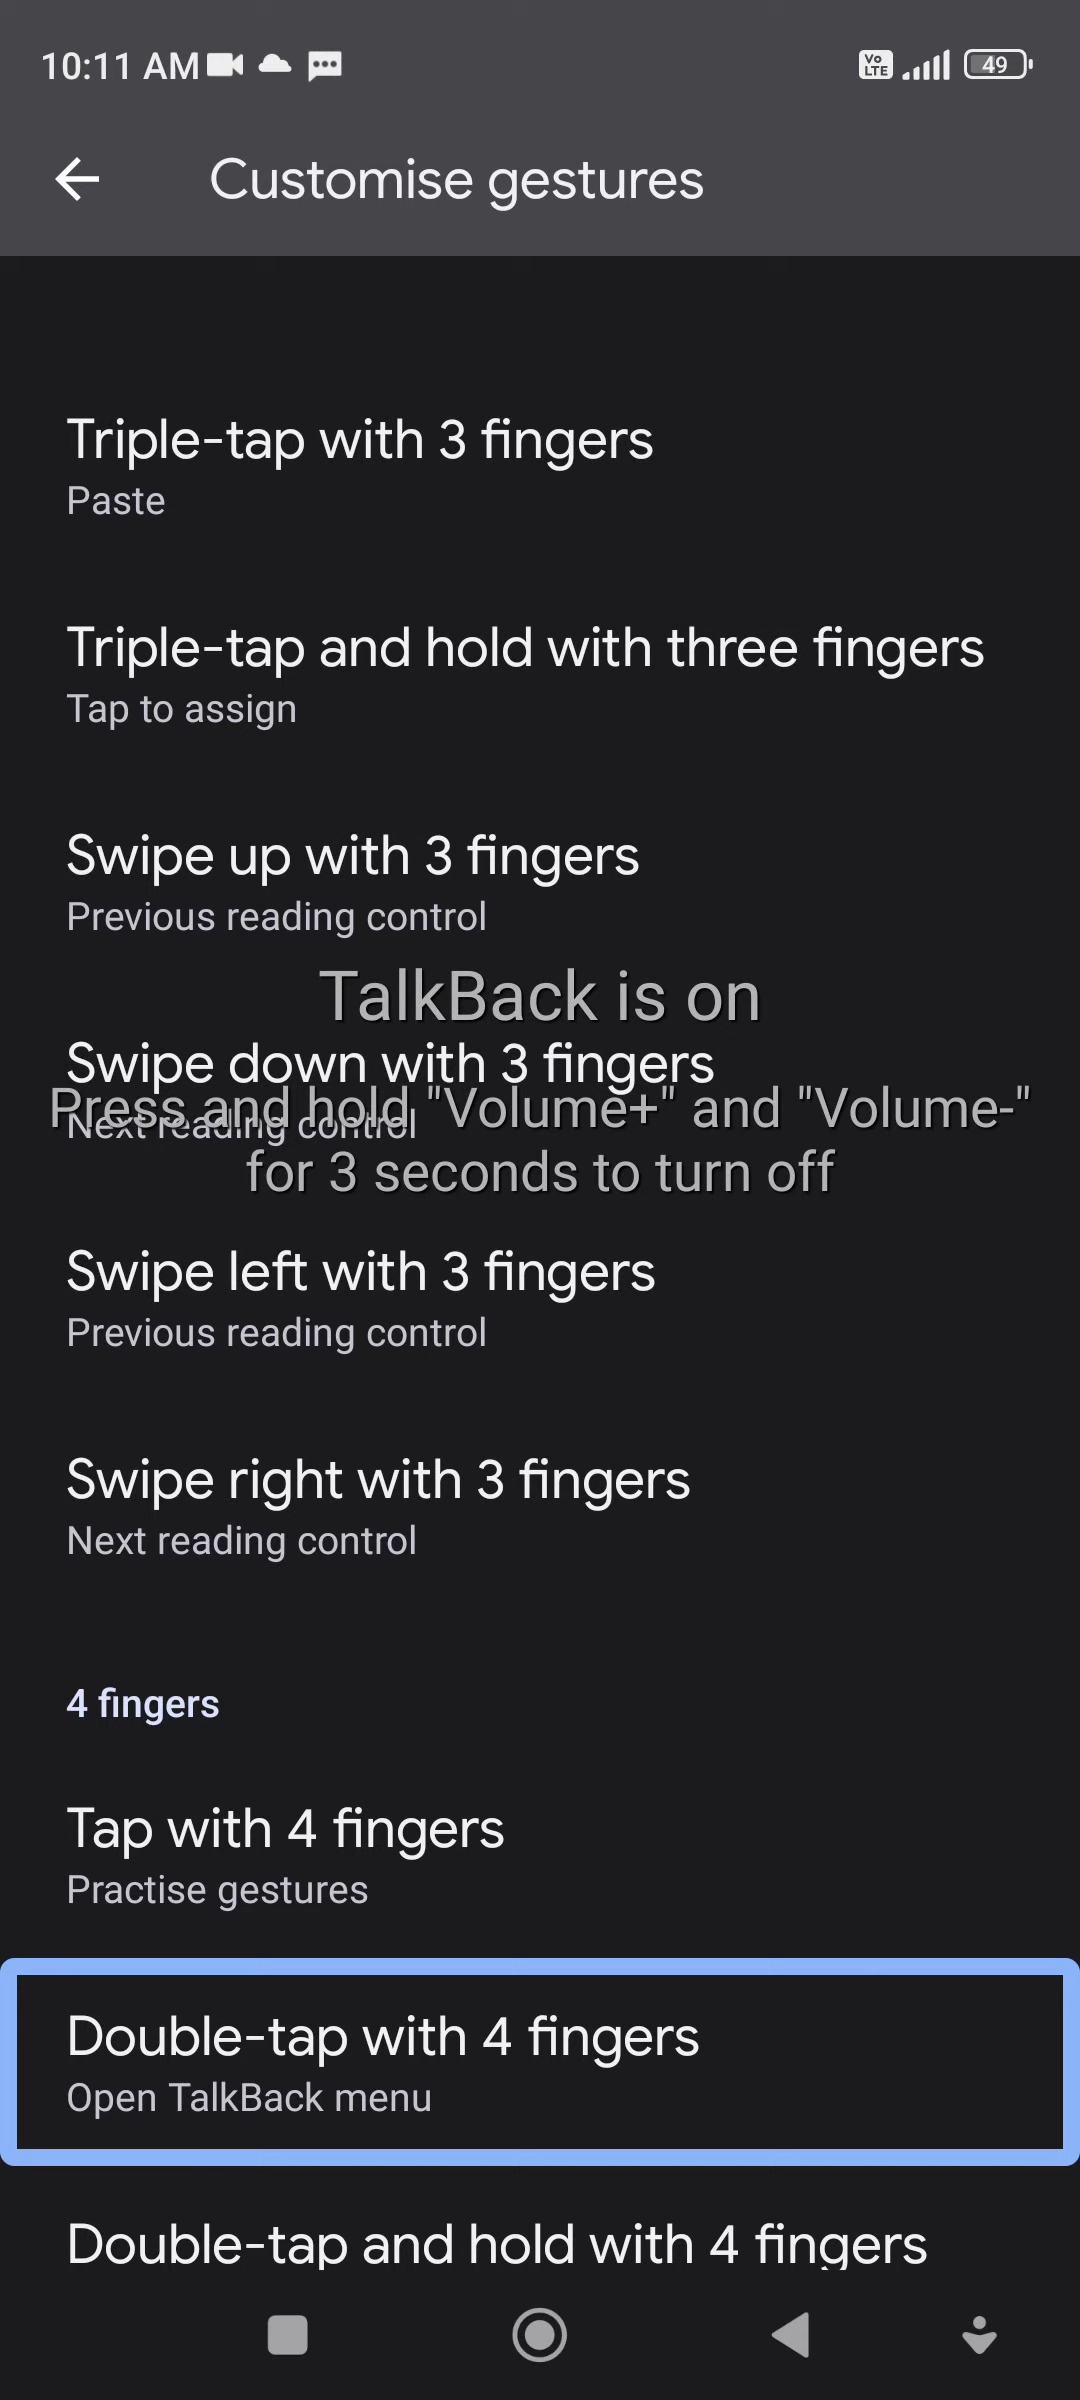 10:11 AM
Vo LTE
49
Customise gestures
Triple-tap with 3 fingers
Paste
Triple-tap and hold with three fingers
Tap to assign
Swipe up with 3 fingers
Previous reading control
TalkBack is on
Swipe down with 3 fingers
Press and hold "Volume+" and "Volume-"
Next reading control
for 3 seconds to turn off
Swipe left with 3 fingers
Previous reading control
Swipe right with 3 fingers
Next reading control
4 fingers
Tap with 4 fingers
Practise gestures
Double-tap with 4 fingers
Open TalkBack menu
Double-tap and hold with 4 fingers